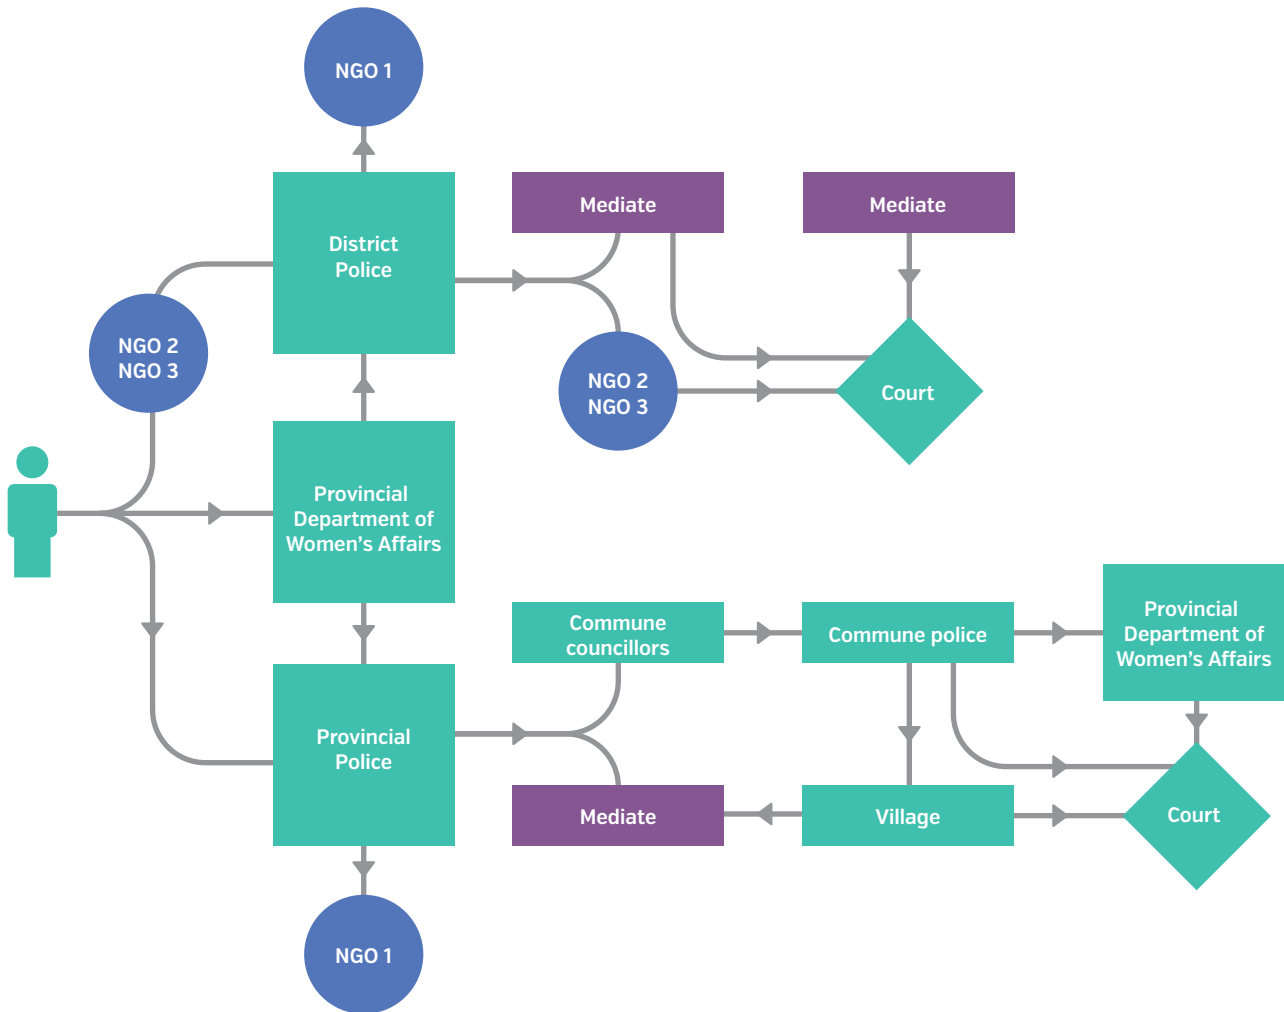 NGO 1
District
Police
Mediate
Mediate
NGO 2
NGO 3
NGO 2
NGO 3
Court
Provincial
Department of
Women's Affairs
Commune
councillors
Commune police
Provincial
Department of
Women's Affairs
Provincial
Police
Mediate
Village
Court
NGO 1